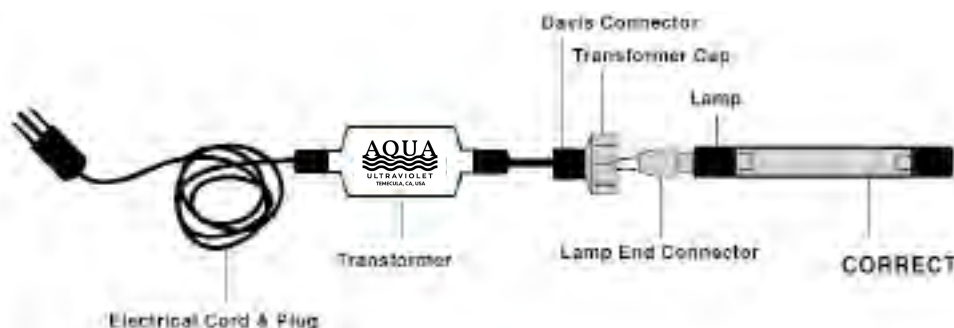 Davis Connector
Transformer Cap
Lamp
AQUA
ULTRAVIOLET
TEMECULA, CA, USA
Transformer
Lamp End Connector
CORRECT
Electrical Cord & Plug